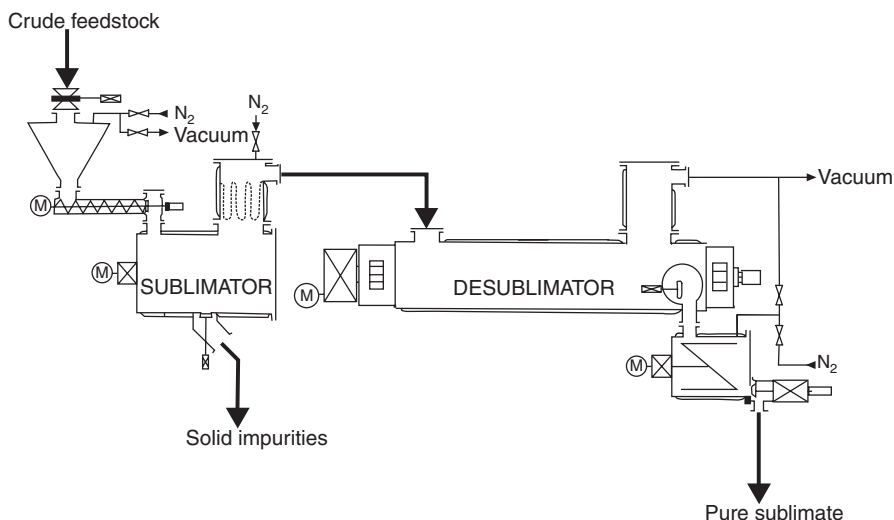 Crude feedstock
N₂
Vacuum
N₂
Vacuum
M
M
SUBLIMATOR
M
DESUBLIMATOR
M
N₂
Solid impurities
Pure sublimate